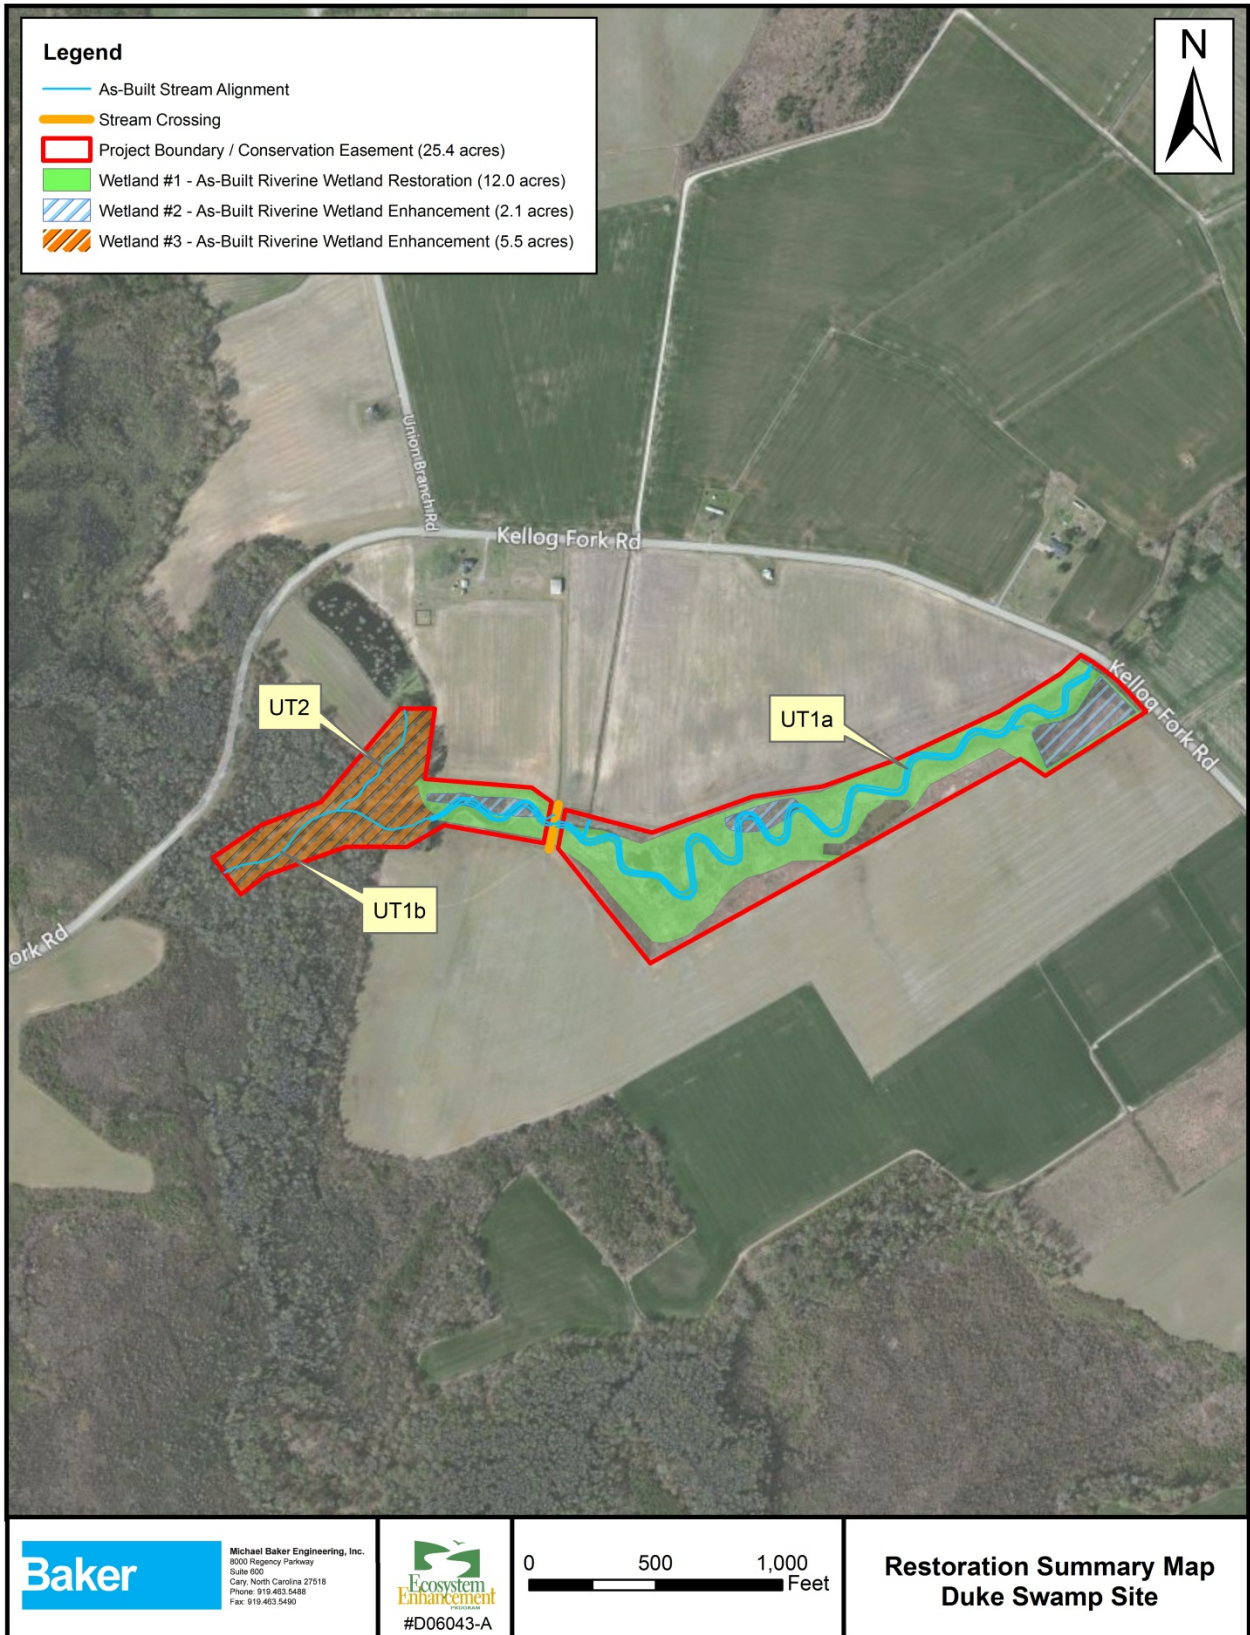 Legend
As-Built Stream Alignment
Stream Crossing
Project Boundary / Conservation Easement (25.4 acres)
Wetland #1 - As-Built Riverine Wetland Restoration (12.0 acres)
Wetland #2 - As-Built Riverine Wetland Enhancement (2.1 acres)
Wetland #3 - As-Built Riverine Wetland Enhancement (5.5 acres)
N
Union Branch Rd
Kellog Fork Rd
Kellog Fork Rd
UT2
UT1a
UT1b
ork Rd
Baker
Michael Baker Engineering, Inc.
8000 Regency Parkway
Suite 600
Cary, North Carolina 27518
Phone: 919.463.5488
Fax: 919.463.5490
Ecosystem
Enhancement
PROGRAM
#D06043-A
0 500 1,000
Feet
Restoration Summary Map
Duke Swamp Site